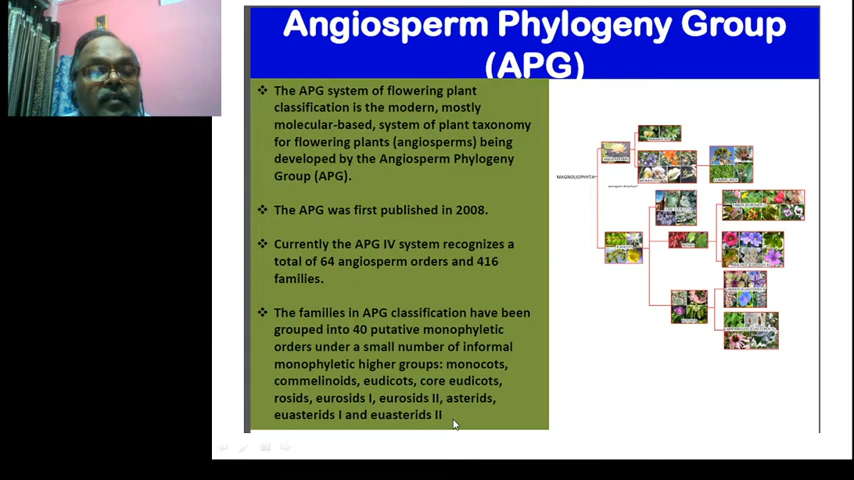 Angiosperm Phylogeny Group
(APG)
❖ The APG system of flowering plant
classification is the modern, mostly
molecular-based, system of plant taxonomy
for flowering plants (angiosperms) being
developed by the Angiosperm Phylogeny
Group (APG).
❖ The APG was first published in 2008.
❖ Currently the APG IV system recognizes a
total of 64 angiosperm orders and 416
families.
❖ The families in APG classification have been
grouped into 40 putative monophyletic
orders under a small number of informal
monophyletic higher groups: monocots,
commelinoids, eudicots, core eudicots,
rosids, eurosids I, eurosids II, asterids,
euasterids I and euasterids II
MAGNOLIOPHYTA